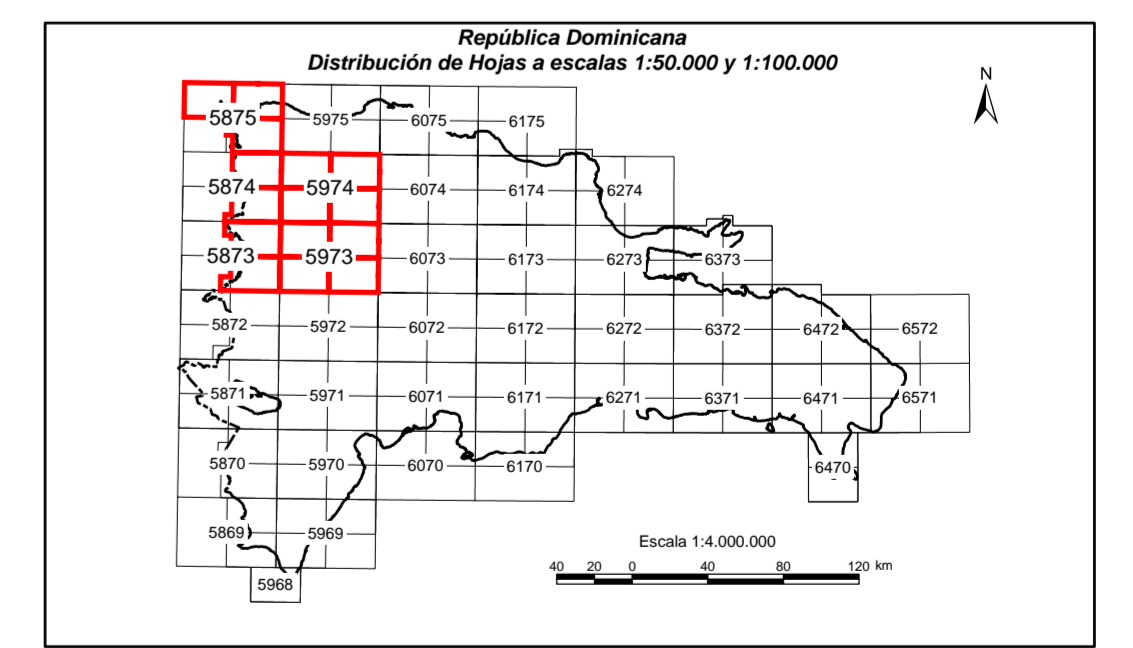 República Dominicana
Distribución de Hojas a escalas 1:50.000 y 1:100.000
N
5875 5975 6075 6175
5874 5974 6074 6174 6274
5873 5973 6073 6173 6273 6373
5872 5972 6072 6172 6272 6372 6472 6572
5871 5971 6071 6171 6271 6371 6471 6571
5870 5970 6070 6170 6470
5869 5969
5968
Escala 1:4.000.000
40 20 0 40 80 120 km